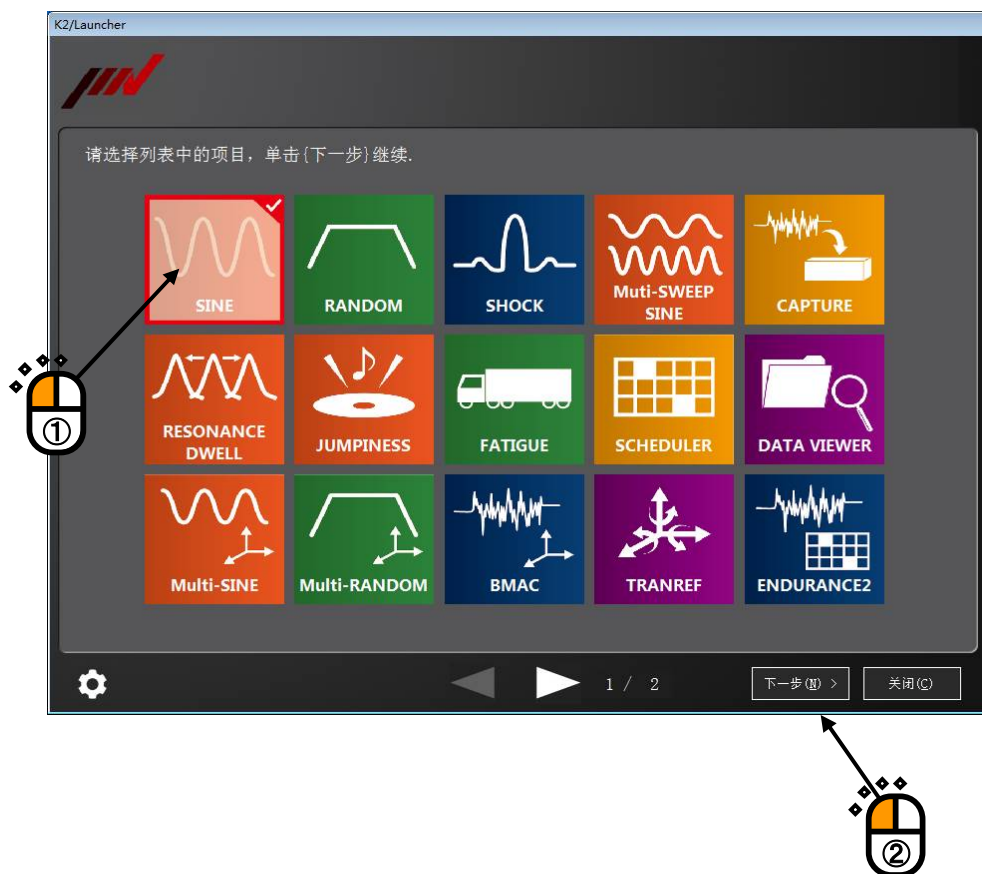 K2/Launcher
请选择列表中的项目，单击{下一步}继续.
SINE
RANDOM
SHOCK
Muti-SWEEP
SINE
CAPTURE
RESONANCE
DWELL
JUMPINESS
FATIGUE
SCHEDULER
DATA VIEWER
Multi-SINE
Multi-RANDOM
BMAC
TRANREF
ENDURANCE2
1 / 2
下一步(N) >
关闭(C)
①
②